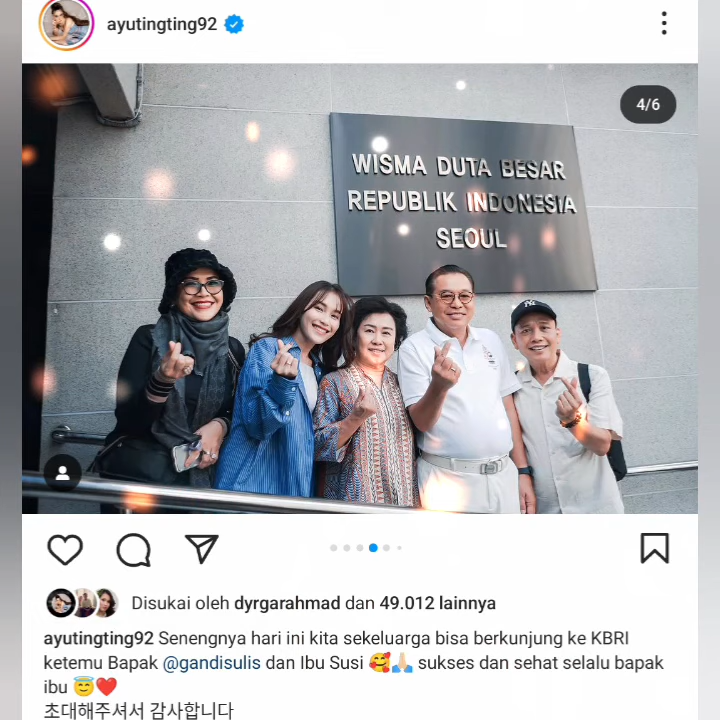 ayutingting92
4/6
WISMA DUTA BESAR
REPUBLIK INDONESIA
SEOUL
NY
Disukai oleh dyrgarahmad dan 49.012 lainnya
ayutingting92 Senengnya hari ini kita sekeluarga bisa berkunjung ke KBRI
ketemu Bapak @gandisulis dan Ibu Susi 🥰🙏🏻 sukses dan sehat selalu bapak
ibu 😇❤️
초대해주셔서 감사합니다